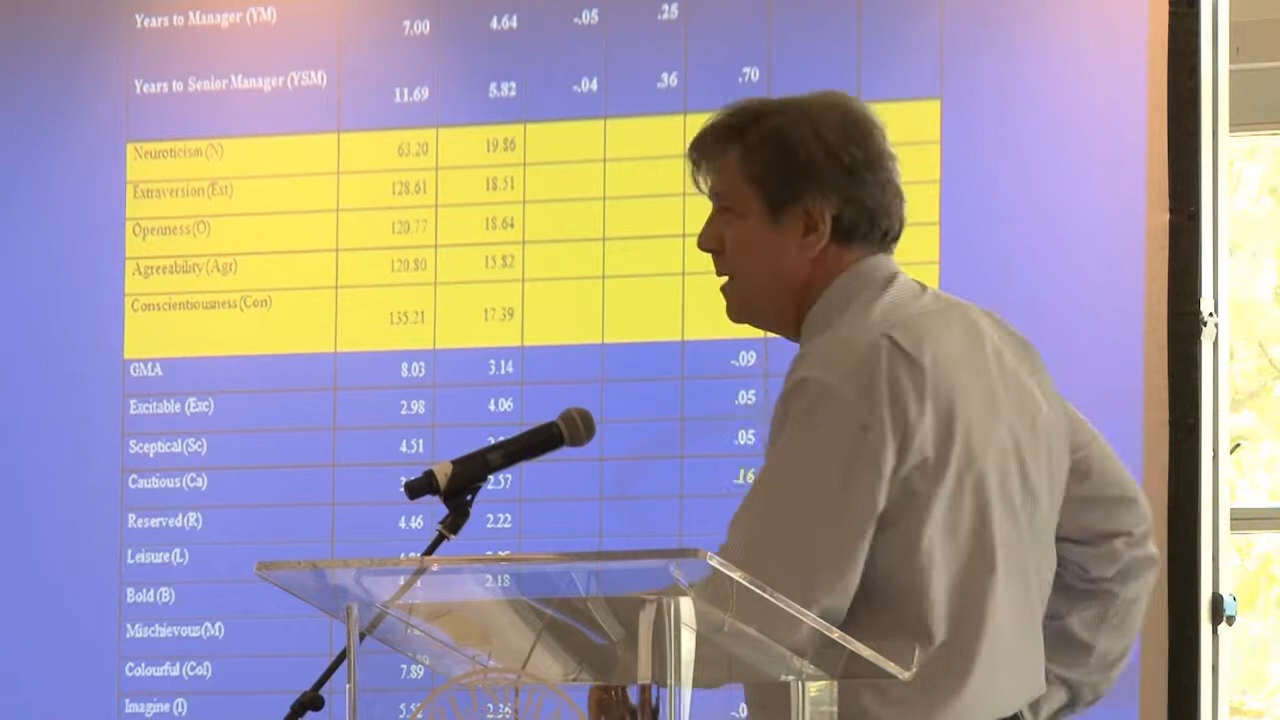 Years to Manager (YM) 7.00 4.64 -.05 .25
Years to Senior Manager (YSM) 11.69 5.82 -.04 .36 .70
Neuroticism (N) 63.20 19.86
Extraversion (Ext) 128.61 18.51
Openness (O) 120.77 18.64
Agreeability (Agr) 120.80 15.82
Conscientiousness (Con) 135.21 17.39
GMA 8.03 3.14 -.09
Excitable (Exc) 2.98 4.06 .05
Sceptical (Sc) 4.51 .05
Cautious (Ca) 2.57 .16
Reserved (R) 4.46 2.22
Leisure (L)
Bold (B) 2.18
Mischievous (M)
Colourful (Col) 7.89
Imagine (I)